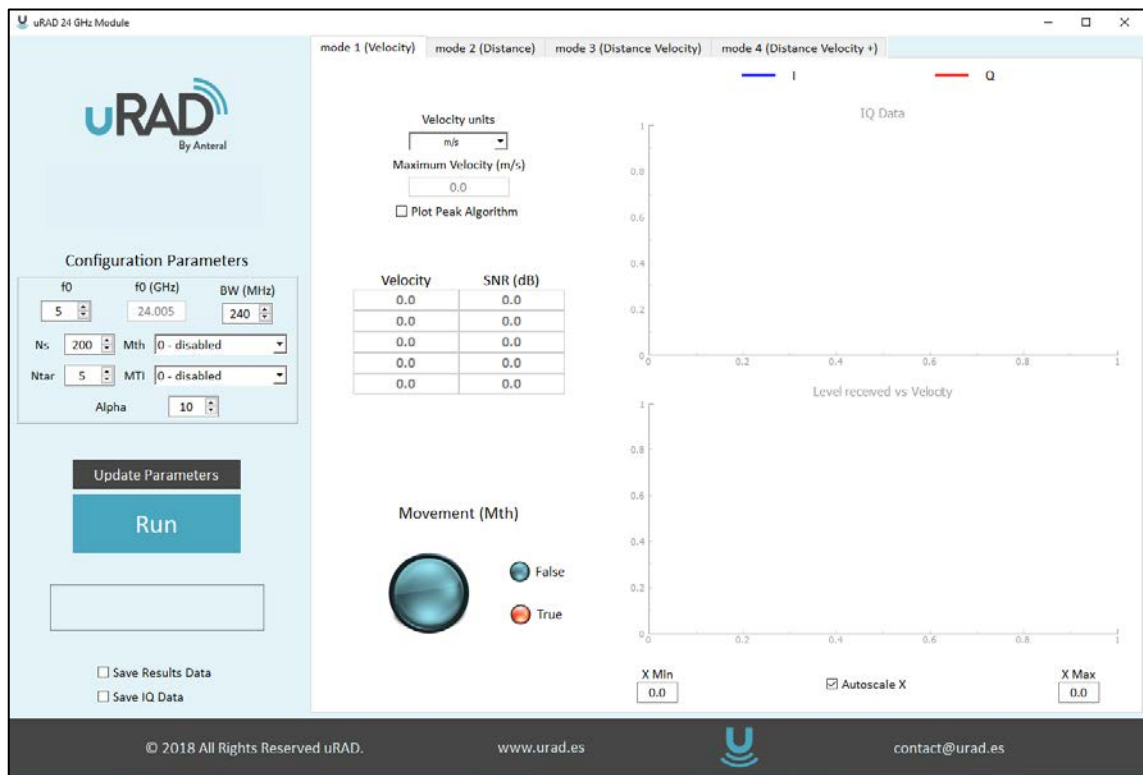 uRAD 24 GHz Module
mode 1 (Velocity) mode 2 (Distance) mode 3 (Distance Velocity) mode 4 (Distance Velocity +)
uRAD
By Anteral
Configuration Parameters
f0 f0 (GHz) BW (MHz)
5 24.005 240
Ns 200 Mth 0 - disabled
Ntar 5 MTI 0 - disabled
Alpha 10
Update Parameters
Run
Save Results Data
Save IQ Data
Velocity units
m/s
Maximum Velocity (m/s)
0.0
Plot Peak Algorithm
Velocity SNR (dB)
0.0 0.0
0.0 0.0
0.0 0.0
0.0 0.0
0.0 0.0
Movement (Mth)
False
True
I Q
IQ Data
1
0.8
0.6
0.4
0.2
0
0 0.2 0.4 0.6 0.8 1
Level received vs Velocity
1
0.8
0.6
0.4
0.2
0
0 0.2 0.4 0.6 0.8 1
X Min Autoscale X X Max
0.0 0.0
© 2018 All Rights Reserved uRAD. www.urad.es contact@urad.es